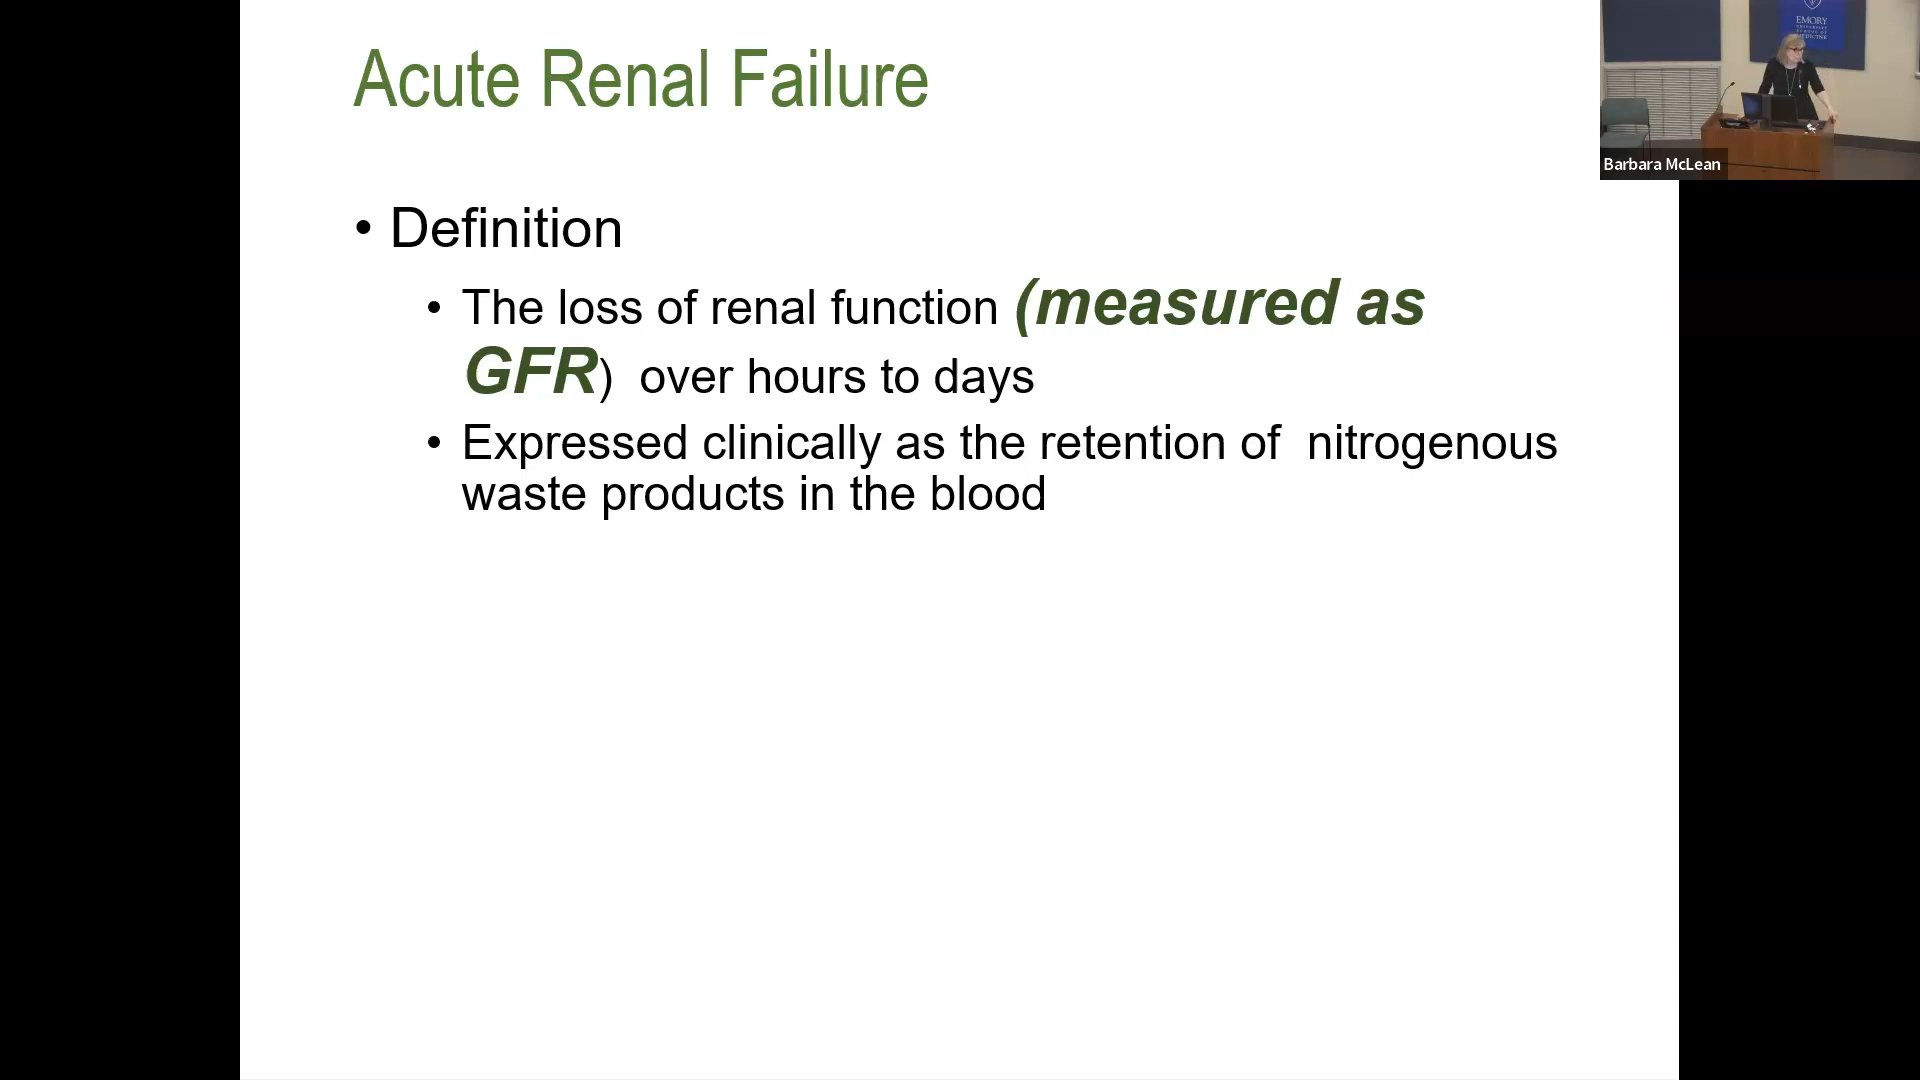 Acute Renal Failure
EMORY
Barbara McLean
• Definition
• The loss of renal function (measured as
GFR) over hours to days
• Expressed clinically as the retention of nitrogenous
waste products in the blood